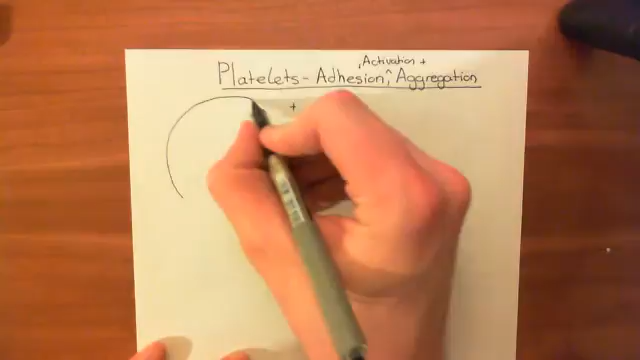 , Activation +
Platelets - Adhesion, ^ Aggregation
+